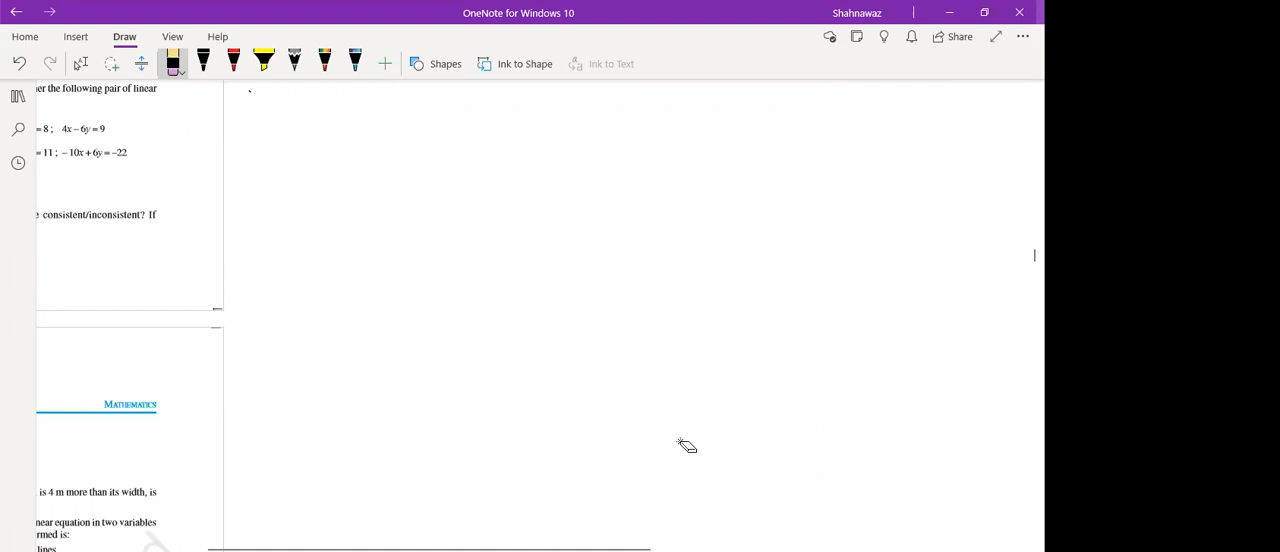 OneNote for Windows 10
Shahnawaz
Home Insert Draw View Help
Share
Shapes Ink to Shape Ink to Text
er the following pair of linear
= 8 ; 4x – 6y = 9
= 11 ; – 10x + 6y = –22
e consistent/inconsistent? If
MATHEMATICS
is 4 m more than its width, is
near equation in two variables
rmed is:
lines